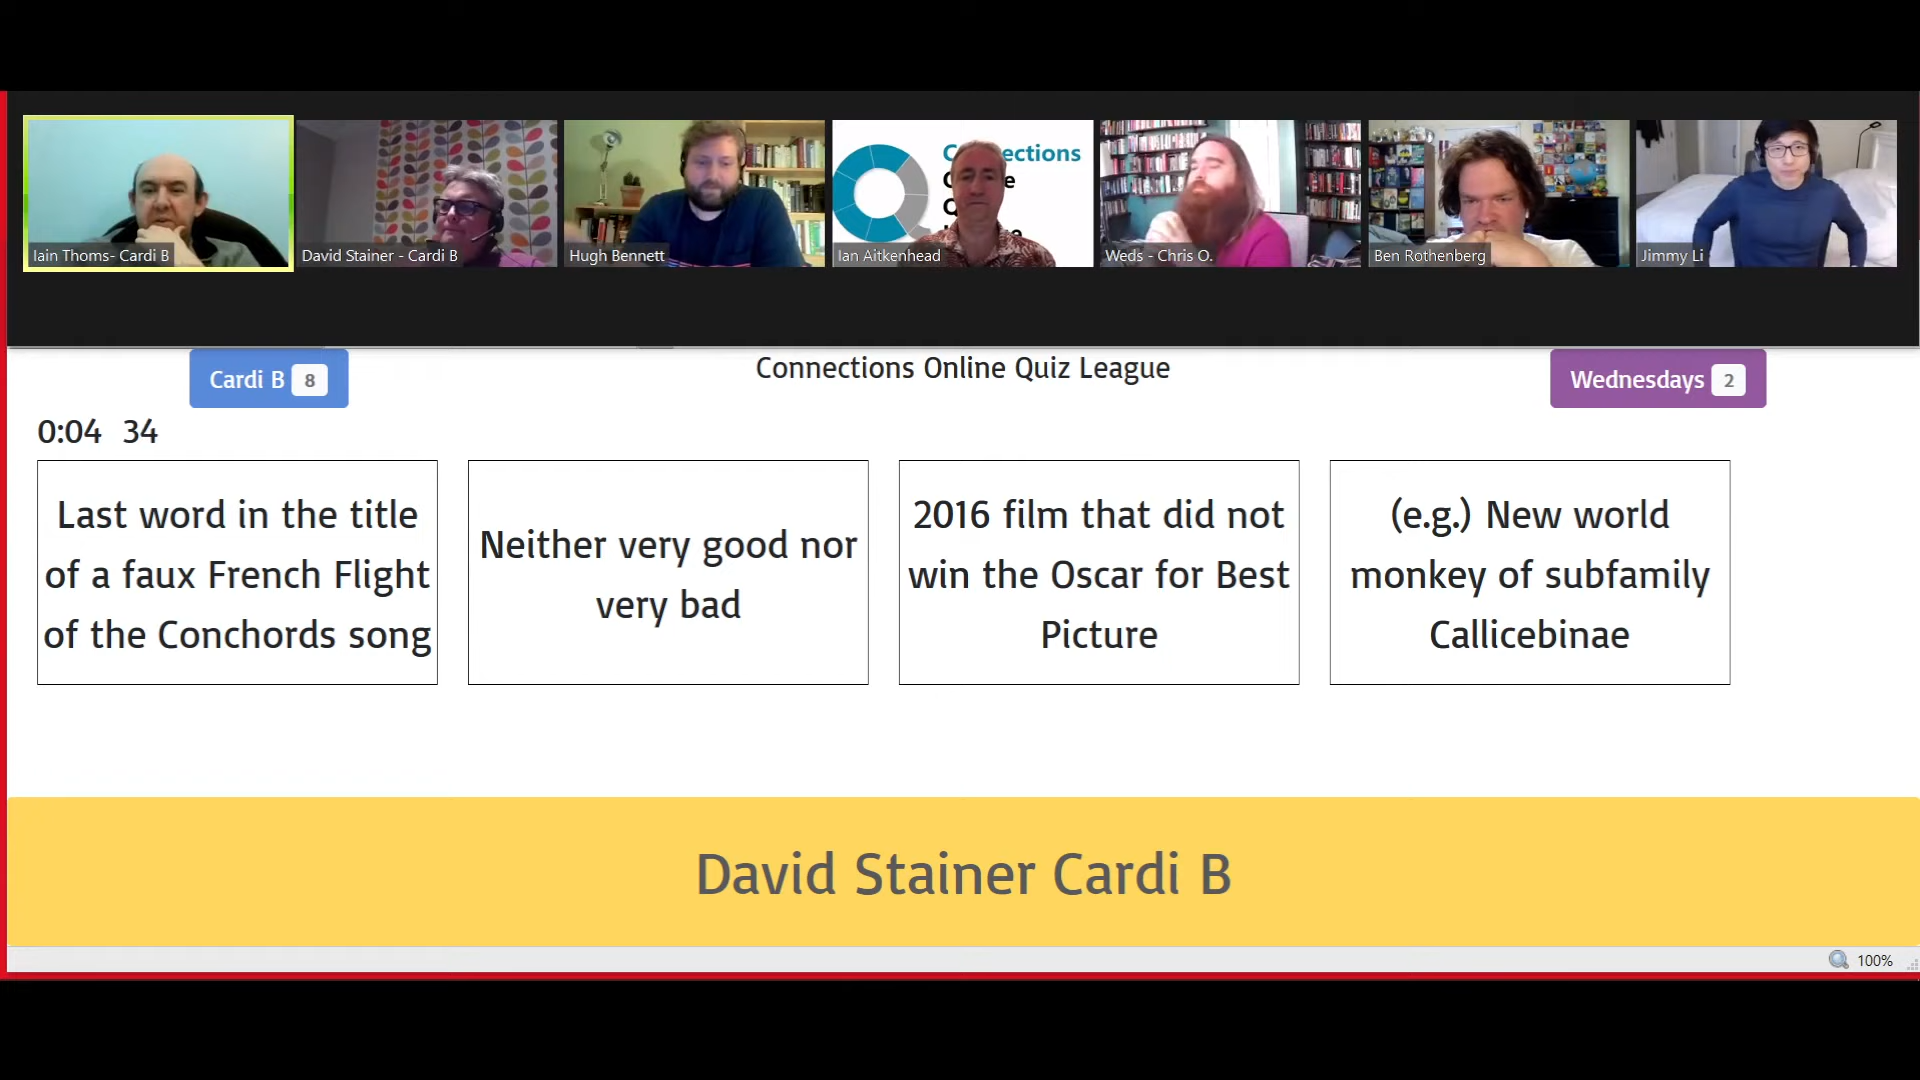 C   ections
Iain Thoms- Cardi B
David Stainer - Cardi B
Hugh Bennett
Ian Aitkenhead
Weds - Chris O.
Ben Rothenberg
Jimmy Li
Cardi B 8
Connections Online Quiz League
Wednesdays 2
0:04 34
Last word in the title
of a faux French Flight
of the Conchords song
Neither very good nor
very bad
2016 film that did not
win the Oscar for Best
Picture
(e.g.) New world
monkey of subfamily
Callicebinae
David Stainer Cardi B
100%